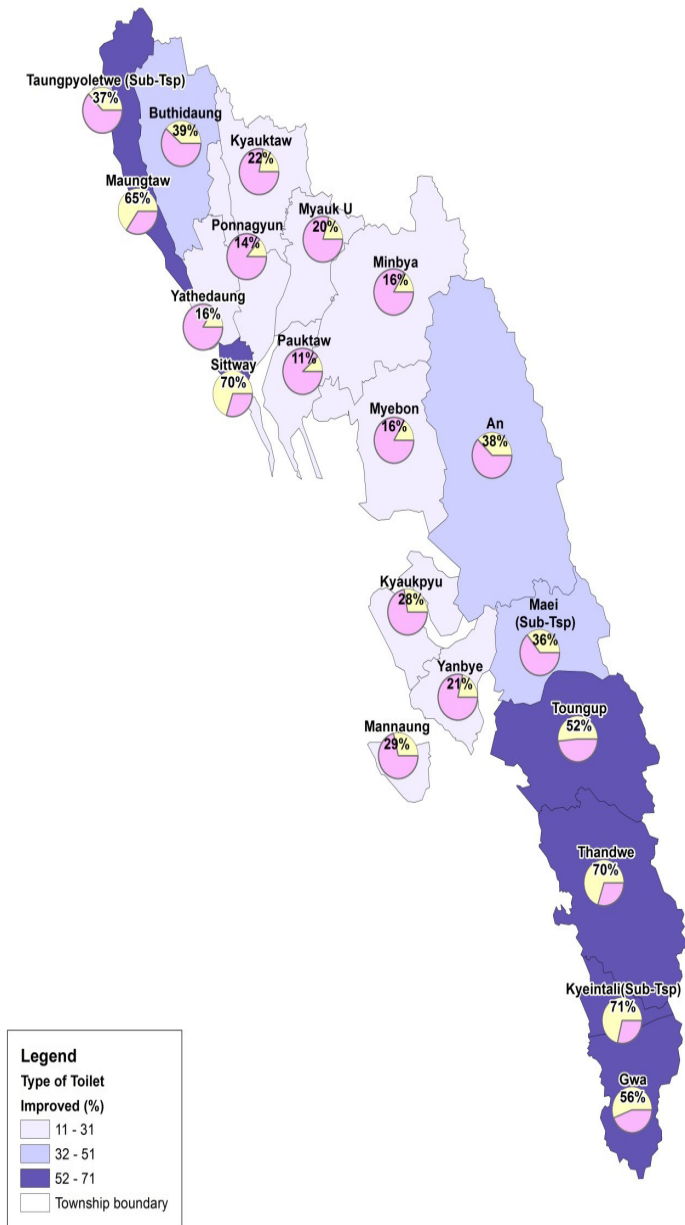 Taungpyoletwe (Sub-Tsp)
37%
Buthidaung
39%
Kyauktaw
22%
Maungtaw
65%
Myauk U
20%
Ponnagyun
14%
Minbya
16%
Yathedaung
16%
Pauktaw
11%
Sittway
70%
Myebon
16%
An
38%
Kyaukpyu
28%
Maei
(Sub-Tsp)
36%
Yanbye
21%
Toungup
52%
Mannaung
29%
Thandwe
70%
Kyeintali(Sub-Tsp)
71%
Gwa
56%
Legend
Type of Toilet
Improved (%)
11 - 31
32 - 51
52 - 71
Township boundary